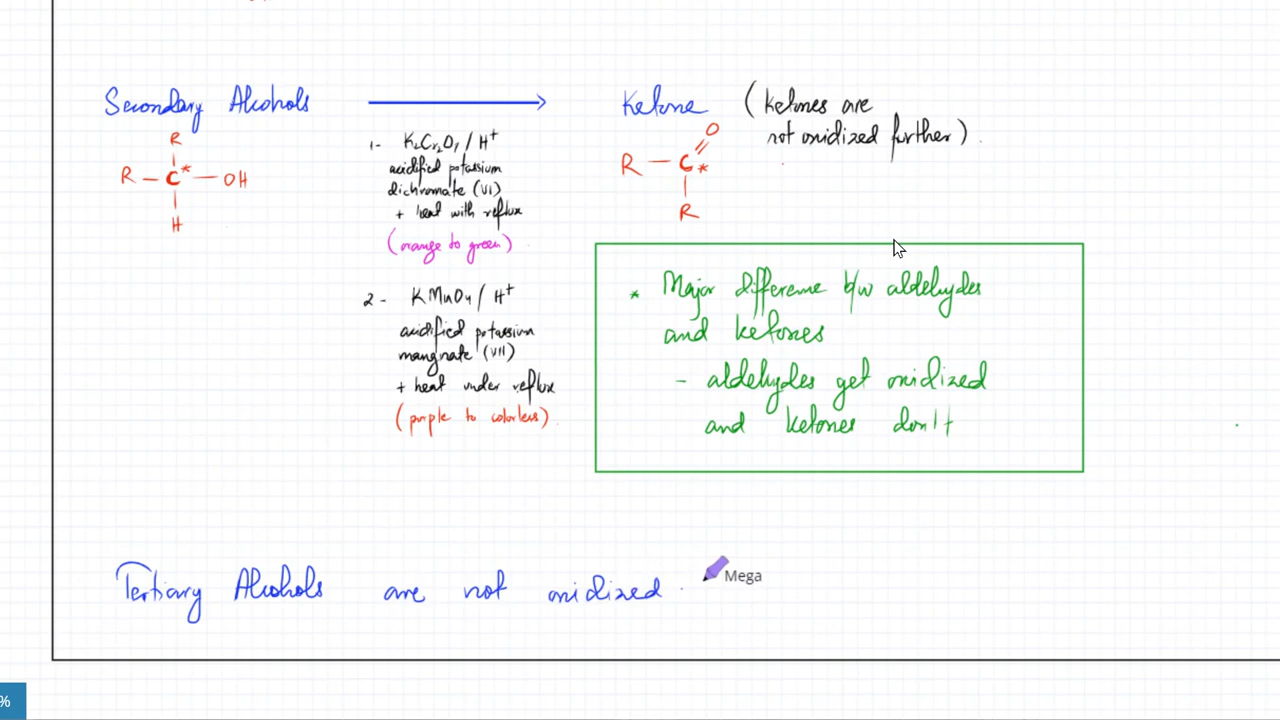 Secondary Alcohols
Ketone (Ketones are
not oxidized further)
R
R – C* – OH
H
1- K₂Cr₂O₇ / H⁺
acidified potassium
dichromate (VI)
+ heat with reflux
(orange to green)
O
R – C *
R
2- KMnO₄ / H⁺
acidified potassium
mangnate (VII)
+ heat under reflux
(purple to colorless)
* Major difference b/w aldehydes
and ketones
- aldehydes get oxidized
and ketones don't
Tertiary Alcohols are not oxidized.
Mega
%